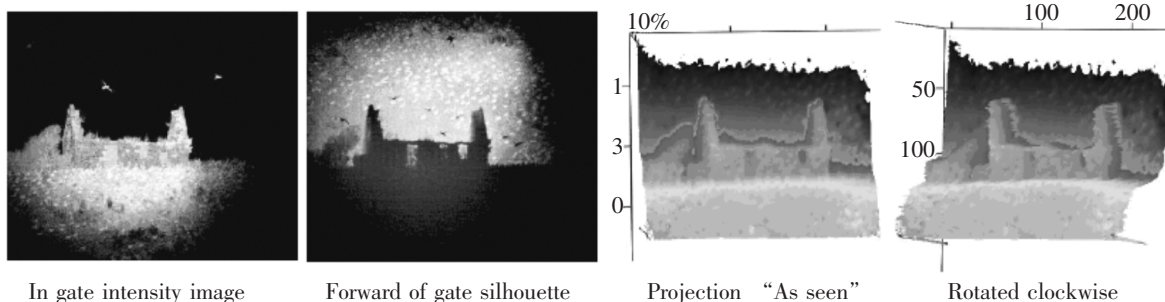 10%
1
3
0
100 200
50
100
In gate intensity image
Forward of gate silhouette
Projection “As seen”
Rotated clockwise